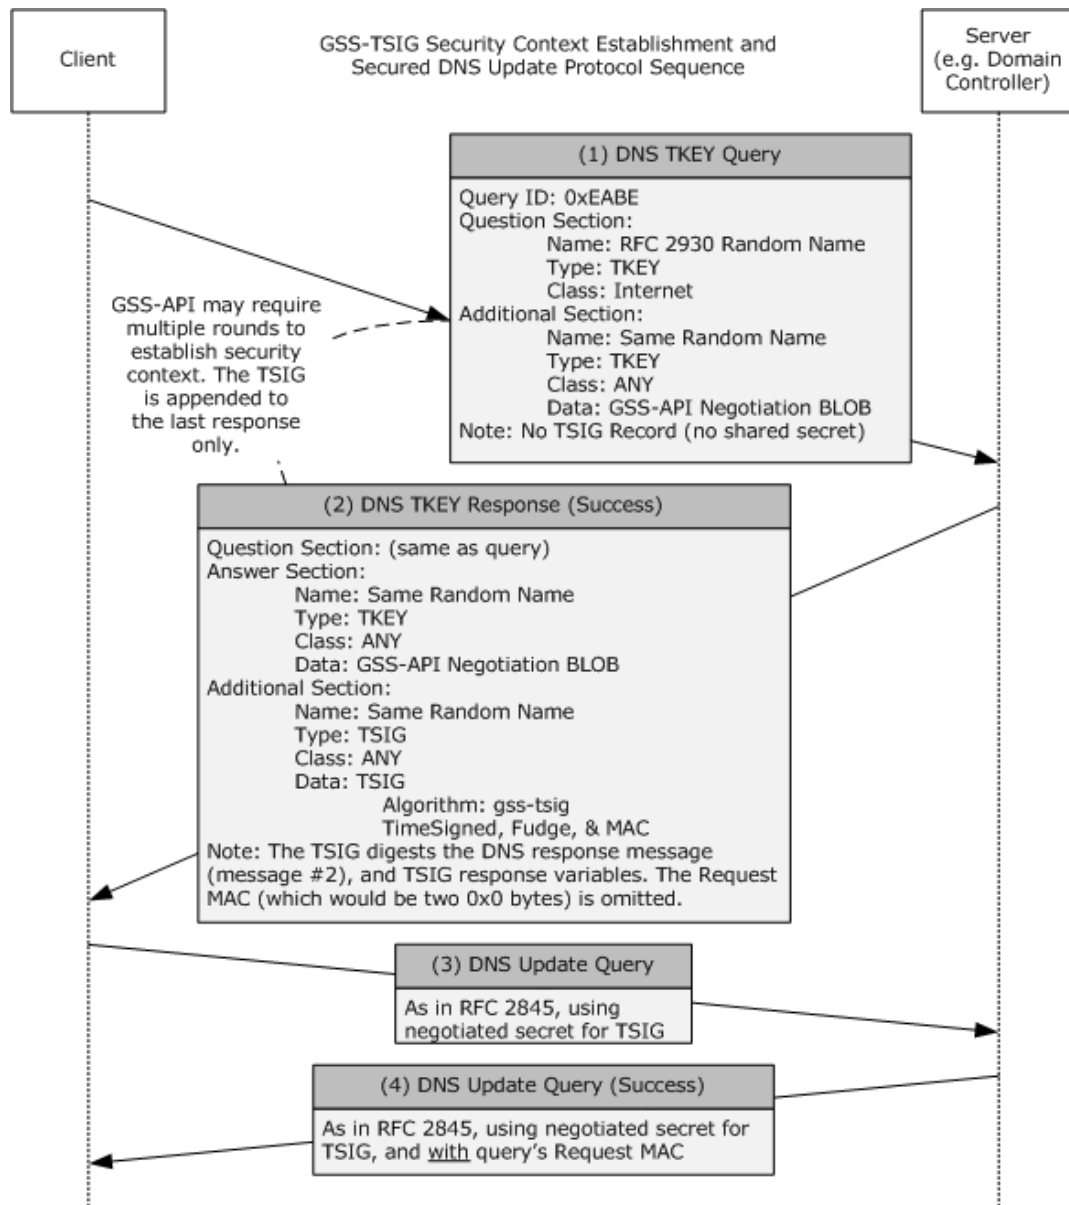 Client
GSS-TSIG Security Context Establishment and
Secured DNS Update Protocol Sequence
Server
(e.g. Domain
Controller)
(1) DNS TKEY Query
Query ID: 0xEABE
Question Section:
Name: RFC 2930 Random Name
Type: TKEY
Class: Internet
Additional Section:
Name: Same Random Name
Type: TKEY
Class: ANY
Data: GSS-API Negotiation BLOB
Note: No TSIG Record (no shared secret)
GSS-API may require
multiple rounds to
establish security
context. The TSIG
is appended to
the last response
only.
(2) DNS TKEY Response (Success)
Question Section: (same as query)
Answer Section:
Name: Same Random Name
Type: TKEY
Class: ANY
Data: GSS-API Negotiation BLOB
Additional Section:
Name: Same Random Name
Type: TSIG
Class: ANY
Data: TSIG
Algorithm: gss-tsig
TimeSigned, Fudge, & MAC
Note: The TSIG digests the DNS response message
(message #2), and TSIG response variables. The Request
MAC (which would be two 0x0 bytes) is omitted.
(3) DNS Update Query
As in RFC 2845, using
negotiated secret for TSIG
(4) DNS Update Query (Success)
As in RFC 2845, using negotiated secret for
TSIG, and with query's Request MAC